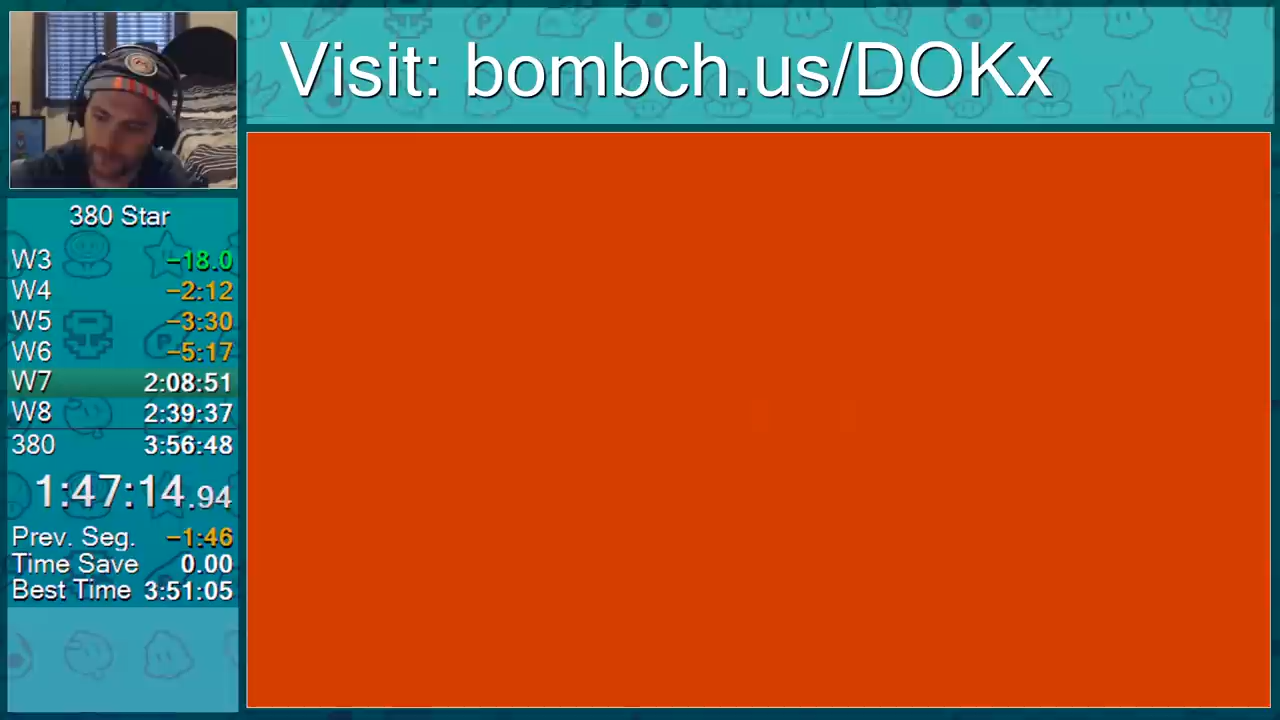 Visit: bombch.us/DOKx
380 Star
W3 -18.0
W4 -2:12
W5 -3:30
W6 -5:17
W7 2:08:51
W8 2:39:37
380 3:56:48
1:47:14.94
Prev. Seg. -1:46
Time Save 0.00
Best Time 3:51:05